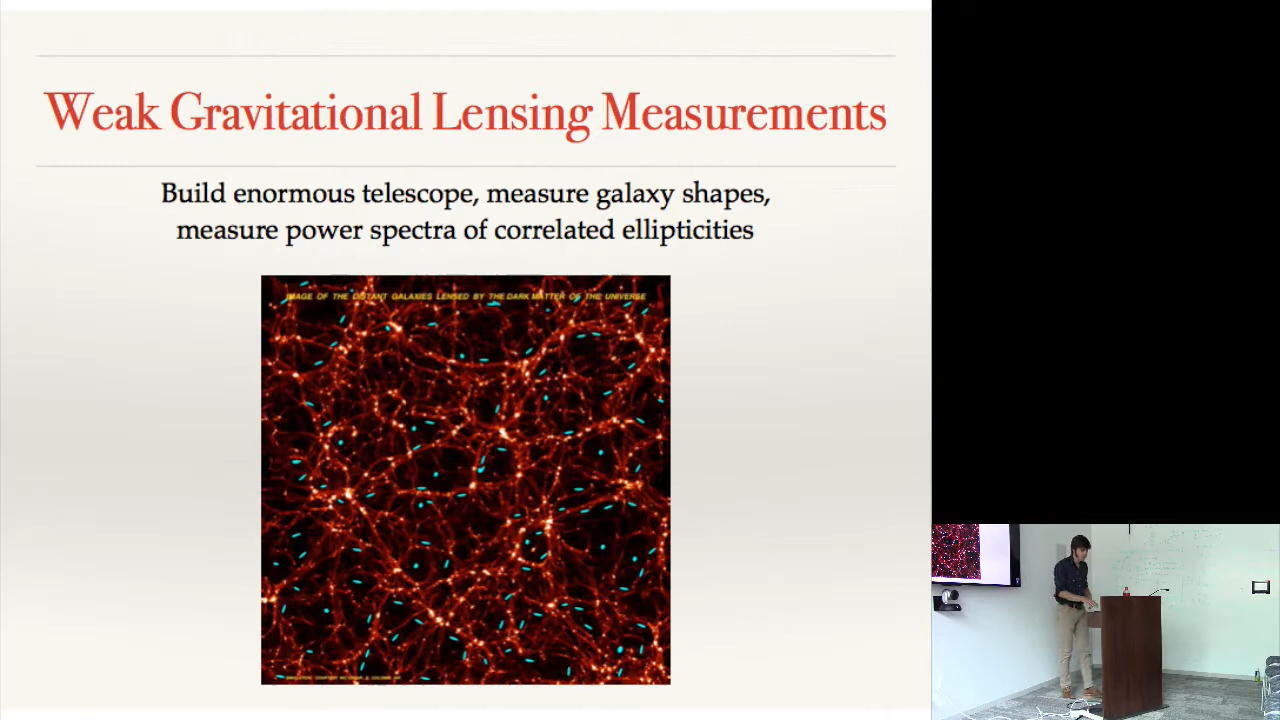 Weak Gravitational Lensing Measurements
Build enormous telescope, measure galaxy shapes,
measure power spectra of correlated ellipticities
IMAGE OF THE DISTANT GALAXIES LENSED BY THE DARK MATTER OF THE UNIVERSE